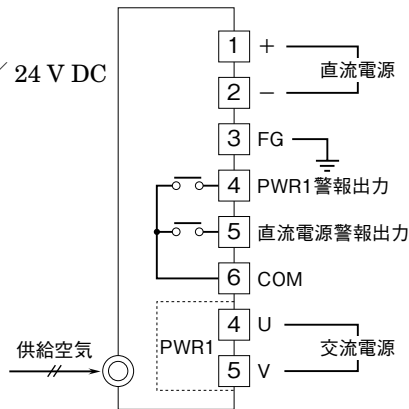 24 V DC
1 +
直流電源
2 −
3 FG
4 PWR1警報出力
5 直流電源警報出力
6 COM
4 U
供給空気
PWR1
交流電源
5 V